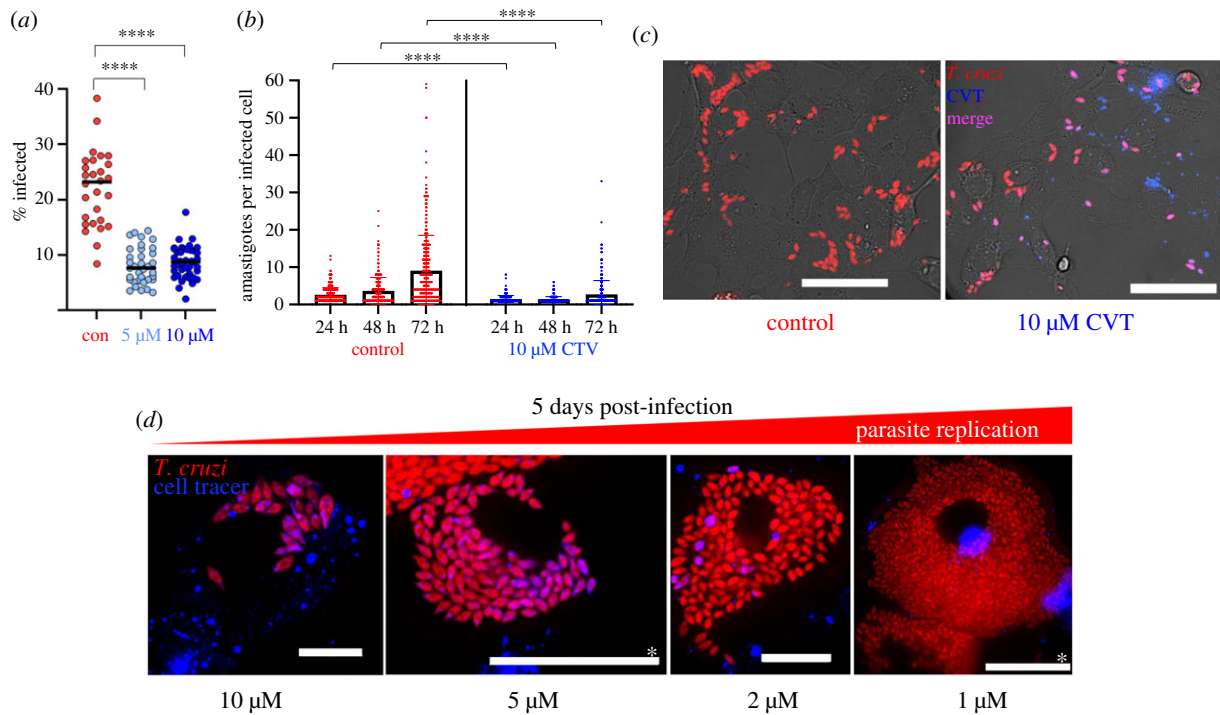 (a)
****
****
% infected
40
30
20
10
con
5 µM
10 µM
(b)
****
****
****
amastigotes per infected cell
60
50
40
30
20
10
0
24 h
48 h
72 h
24 h
48 h
72 h
control
10 µM CTV
(c)
T. cruzi
CVT
merge
control
10 µM CVT
(d)
5 days post-infection
parasite replication
T. cruzi
cell tracer
*
*
10 µM
5 µM
2 µM
1 µM